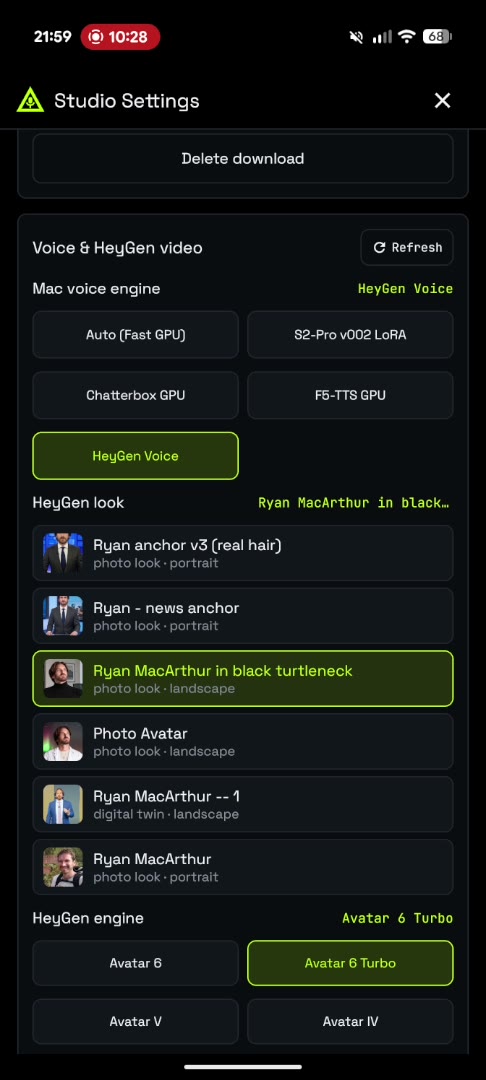 21:59
10:28
68
Studio Settings
Delete download
Voice & HeyGen video
Refresh
Mac voice engine
HeyGen Voice
Auto (Fast GPU)
S2-Pro v002 LoRA
Chatterbox GPU
F5-TTS GPU
HeyGen Voice
HeyGen look
Ryan MacArthur in black…
Ryan anchor v3 (real hair)
photo look · portrait
Ryan - news anchor
photo look · portrait
Ryan MacArthur in black turtleneck
photo look · landscape
Photo Avatar
photo look · landscape
Ryan MacArthur -- 1
digital twin · landscape
Ryan MacArthur
photo look · portrait
HeyGen engine
Avatar 6 Turbo
Avatar 6
Avatar 6 Turbo
Avatar V
Avatar IV